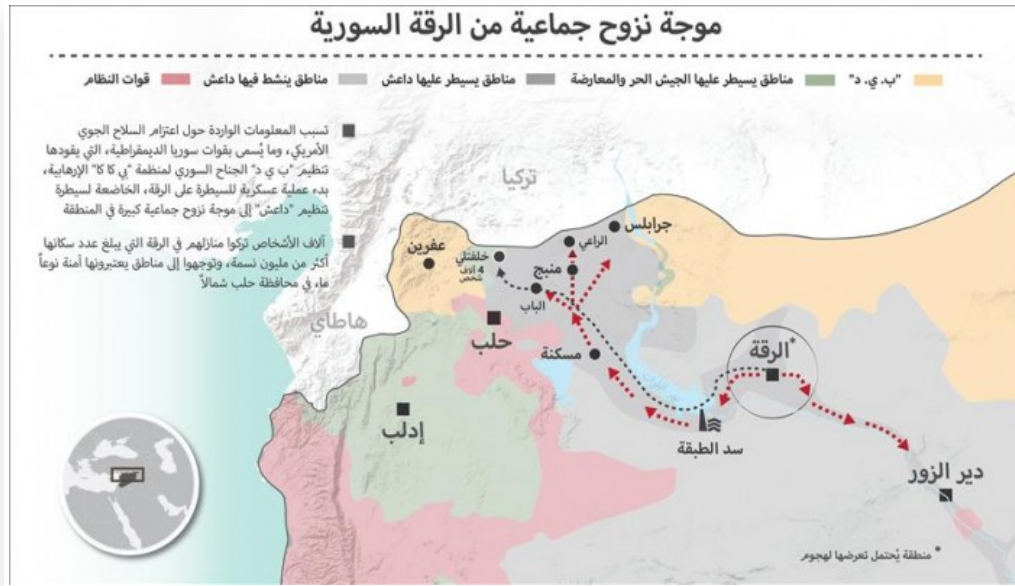 موجة نزوح جماعية من الرقة السورية
"ب. ي. د" مناطق يسيطر عليها الجيش الحر والمعارضة مناطق يسيطر عليها داعش مناطق ينشط فيها داعش قوات النظام
تسبب المعلومات الواردة حول اعتزام السلاح الجوي
الأمريكي، وما يُسمى بقوات سوريا الديمقراطية، التي يقودها
تنظيم "ب ي د" الجناح السوري لمنظمة "بي كا كا" الإرهابية،
بدء عملية عسكرية للسيطرة على الرقة، الخاضعة لسيطرة
تنظيم "داعش" إلى موجة نزوح جماعية كبيرة في المنطقة
آلاف الأشخاص تركوا منازلهم في الرقة التي يبلغ عدد سكانها
أكثر من مليون نسمة، وتوجهوا إلى مناطق يعتبرونها آمنة نوعاً
ما، في محافظة حلب شمالاً
تركيا
جرابلس
الراعي
عفرين
خلفتلي
4 آلاف
شخص
منبج
الباب
هاطاي
حلب
مسكنة
الرقة*
إدلب
سد الطبقة
دير الزور
* منطقة يُحتمل تعرضها لهجوم